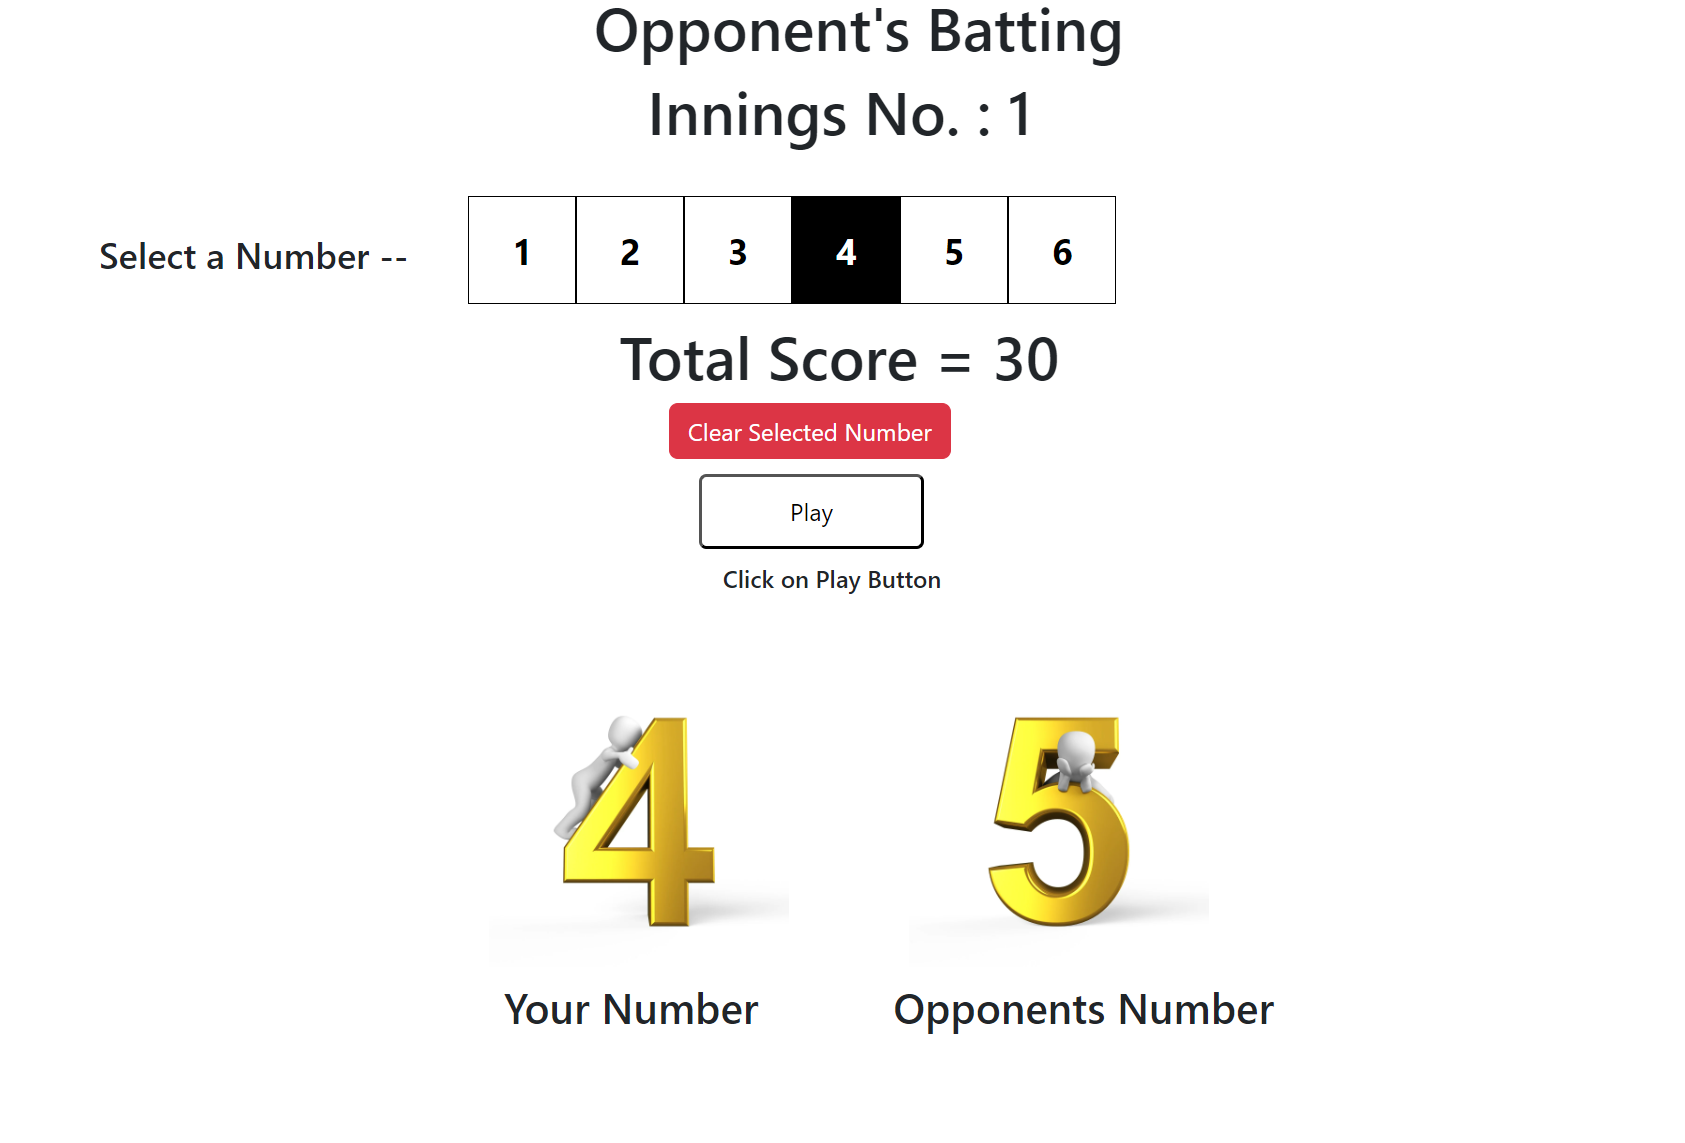 Opponent's Batting
Innings No. : 1
Select a Number -- 1 2 3 4 5 6
Total Score = 30
Clear Selected Number
Play
Click on Play Button
4 5
Your Number Opponents Number